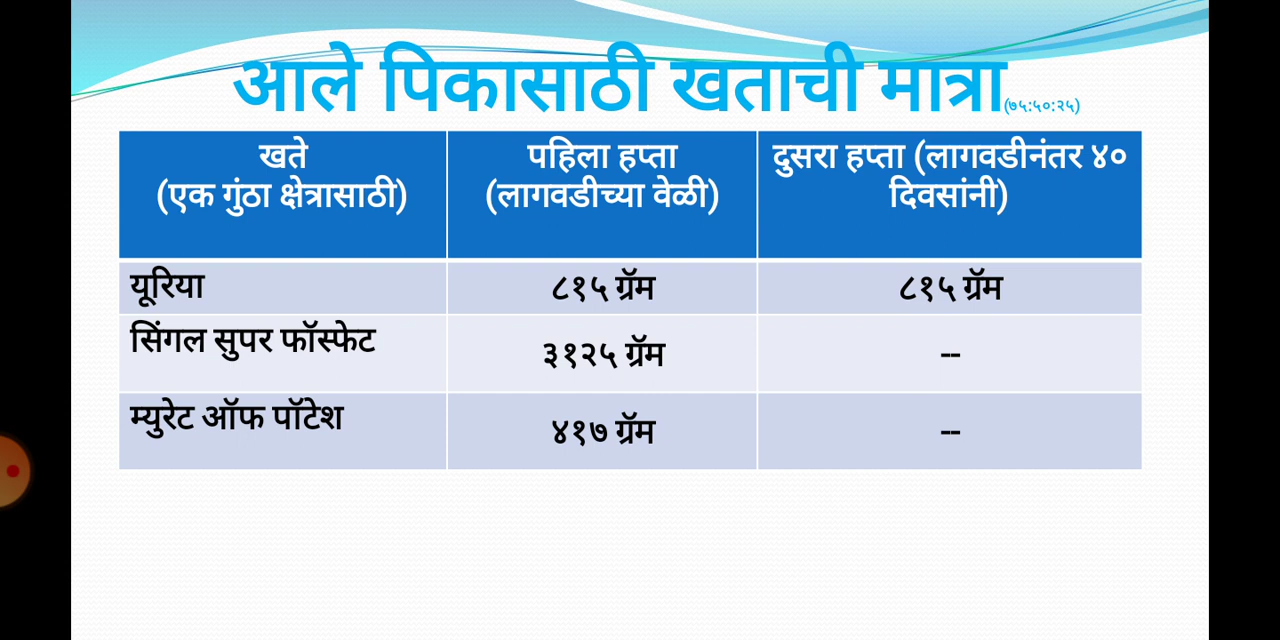 आले पिकासाठी खताची मात्रा(७५:५०:२५)
खते
(एक गुंठा क्षेत्रासाठी)
पहिला हप्ता
(लागवडीच्या वेळी)
दुसरा हप्ता (लागवडीनंतर ४०
दिवसांनी)
यूरिया
८१५ ग्रॅम
८१५ ग्रॅम
सिंगल सुपर फॉस्फेट
३१२५ ग्रॅम
--
म्युरेट ऑफ पॉटेश
४१७ ग्रॅम
--